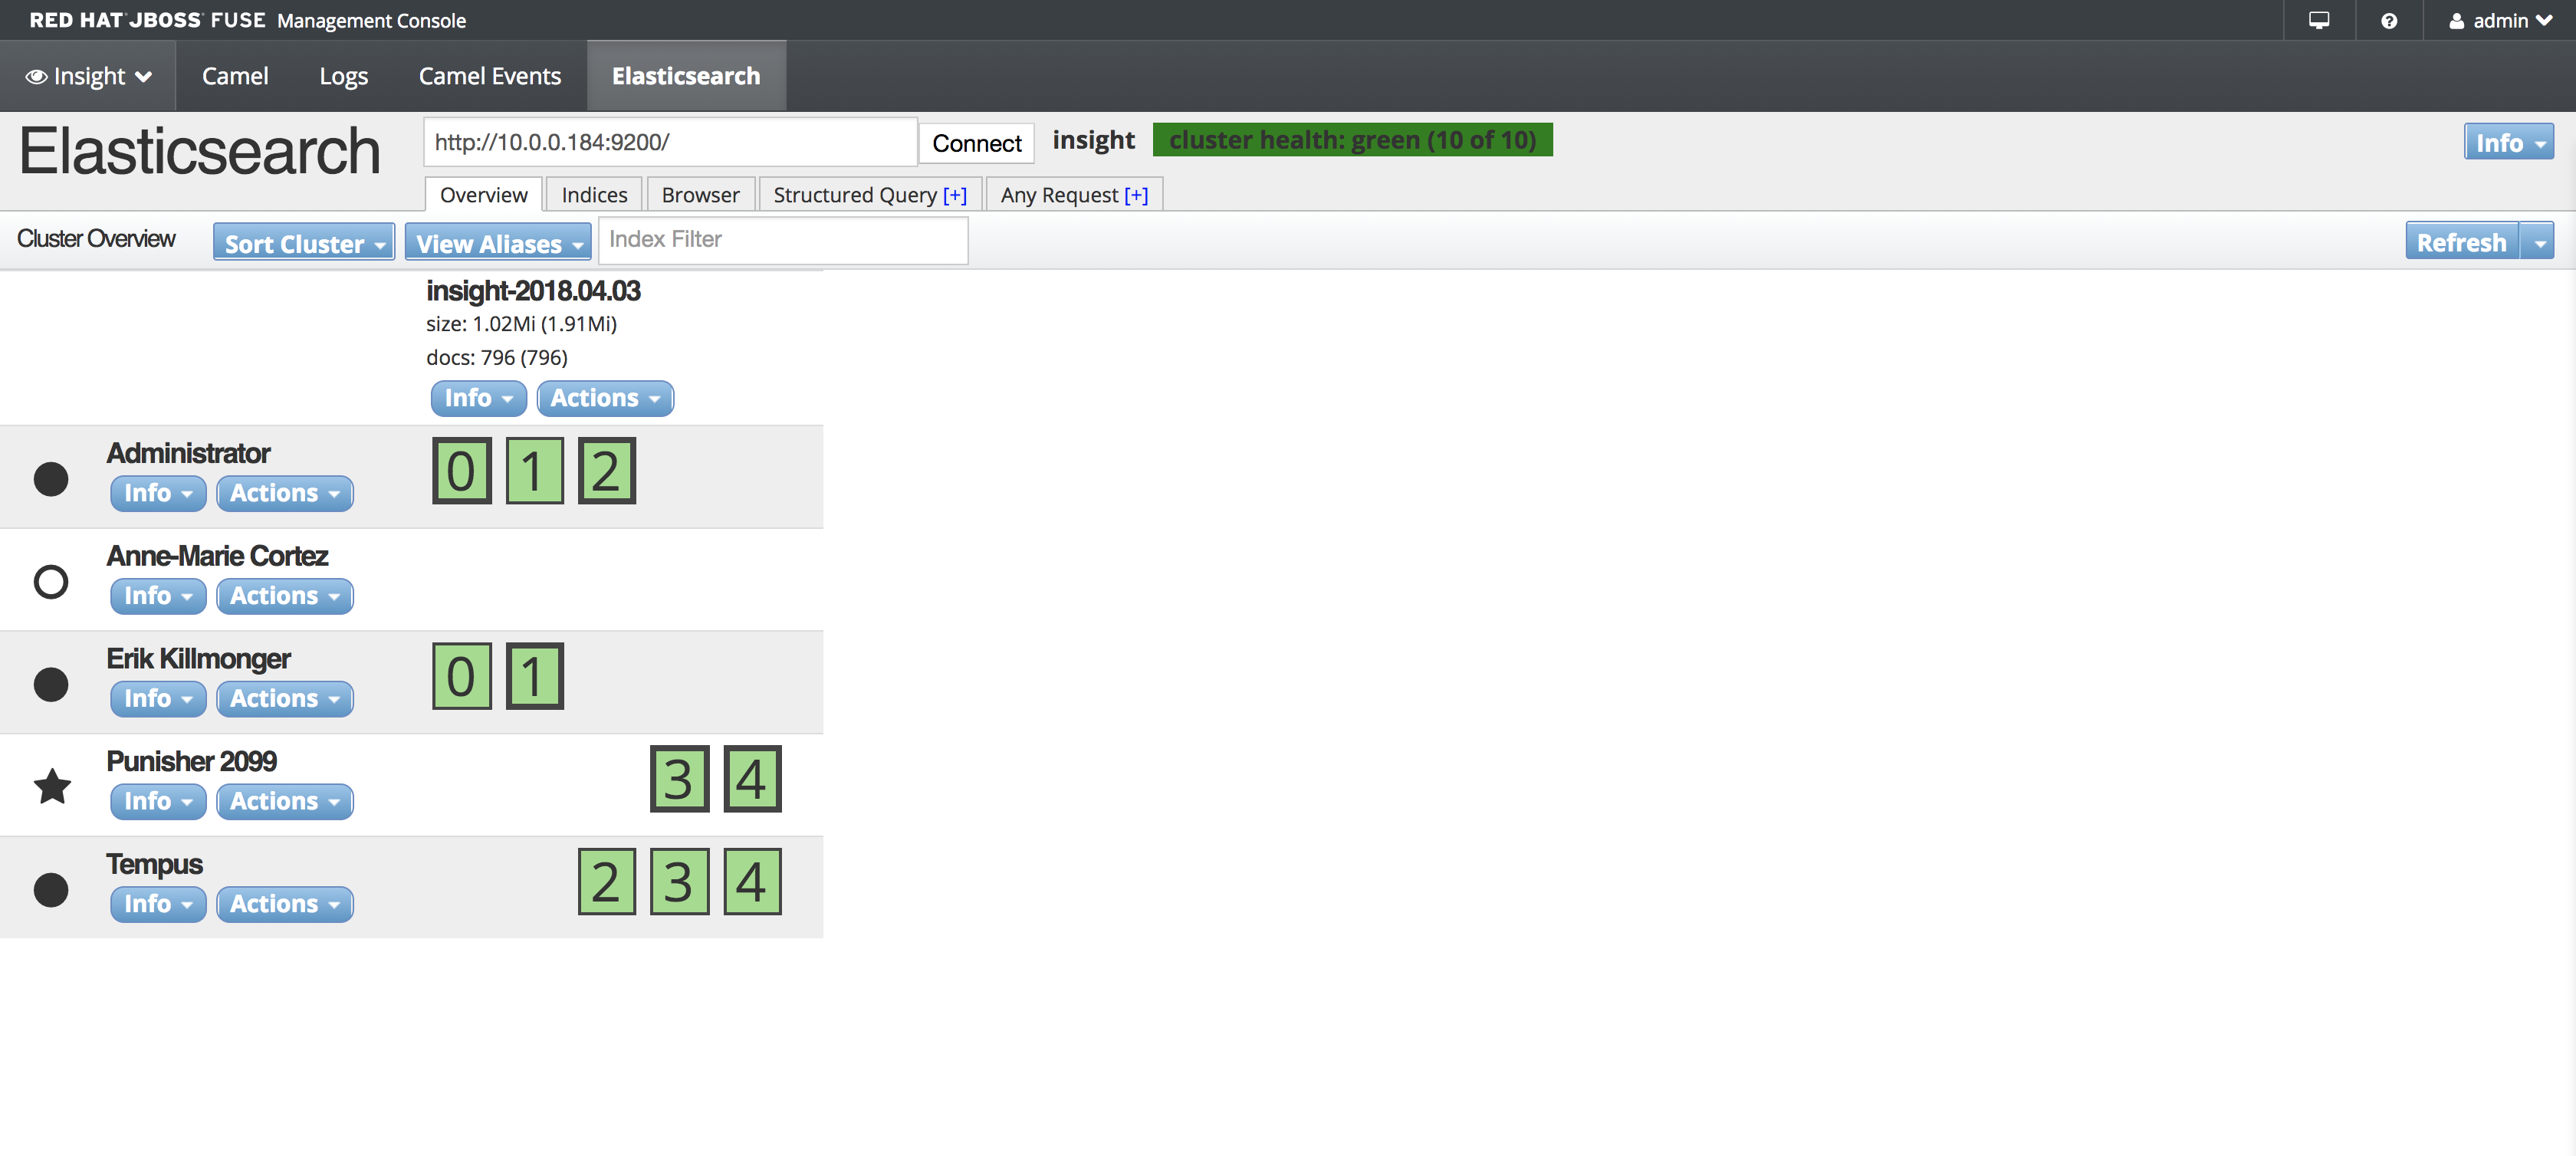 RED HAT JBOSS FUSE Management Console
admin
Insight Camel Logs Camel Events Elasticsearch
Elasticsearch
http://10.0.0.184:9200/ Connect insight cluster health: green (10 of 10) Info
Overview Indices Browser Structured Query [+] Any Request [+]
Cluster Overview Sort Cluster View Aliases Index Filter Refresh
insight-2018.04.03
size: 1.02Mi (1.91Mi)
docs: 796 (796)
Info Actions
Administrator
Info Actions
0 1 2
Anne-Marie Cortez
Info Actions
Erik Killmonger
Info Actions
0 1
Punisher 2099
Info Actions
3 4
Tempus
Info Actions
2 3 4